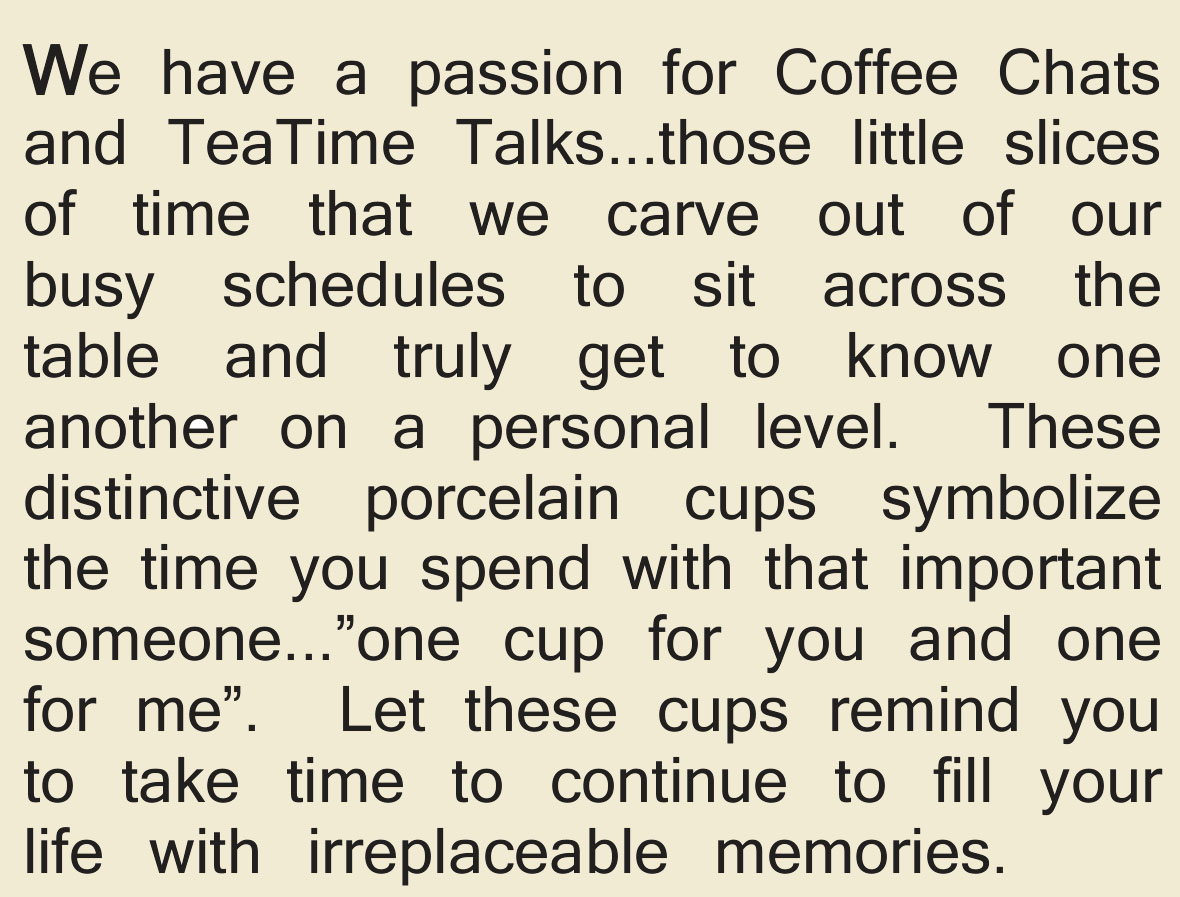 We have a passion for Coffee Chats
and TeaTime Talks...those little slices
of time that we carve out of our
busy schedules to sit across the
table and truly get to know one
another on a personal level.  These
distinctive porcelain cups symbolize
the time you spend with that important
someone...”one cup for you and one
for me”.  Let these cups remind you
to take time to continue to fill your
life with irreplaceable memories.